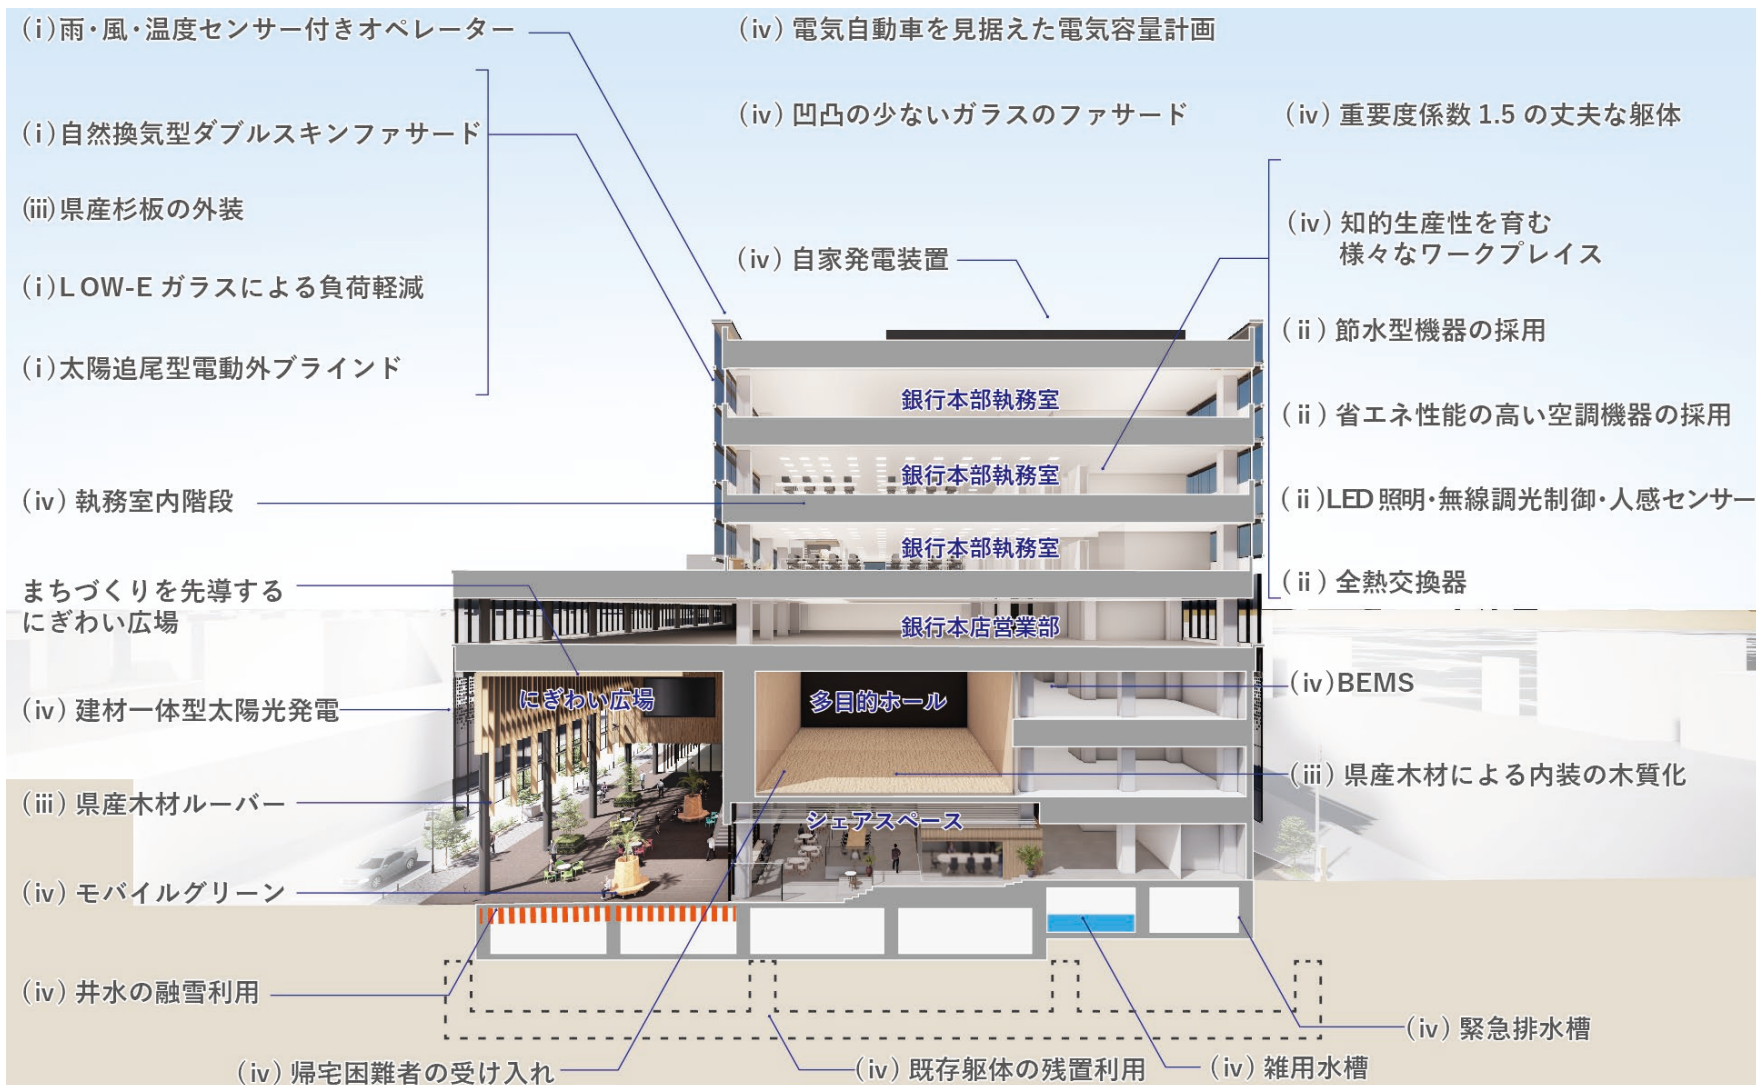 (i)雨・風・温度センサー付きオペレーター
(i)自然換気型ダブルスキンファサード
(iii)県産杉板の外装
(i)LOW-E ガラスによる負荷軽減
(i)太陽追尾型電動外ブラインド
(iv) 執務室内階段
まちづくりを先導する
にぎわい広場
(iv) 建材一体型太陽光発電
(iii) 県産木材ルーバー
(iv) モバイルグリーン
(iv) 井水の融雪利用
(iv) 帰宅困難者の受け入れ
(iv) 電気自動車を見据えた電気容量計画
(iv) 凹凸の少ないガラスのファサード
(iv) 自家発電装置
銀行本部執務室
銀行本部執務室
銀行本部執務室
銀行本店営業部
にぎわい広場
多目的ホール
シェアスペース
(iv) 重要度係数 1.5 の丈夫な躯体
(iv) 知的生産性を育む
様々なワークプレイス
(ii) 節水型機器の採用
(ii) 省エネ性能の高い空調機器の採用
(ii)LED 照明・無線調光制御・人感センサー
(ii) 全熱交換器
(iv)BEMS
(iii) 県産木材による内装の木質化
(iv) 緊急排水槽
(iv) 既存躯体の残置利用
(iv) 雑用水槽